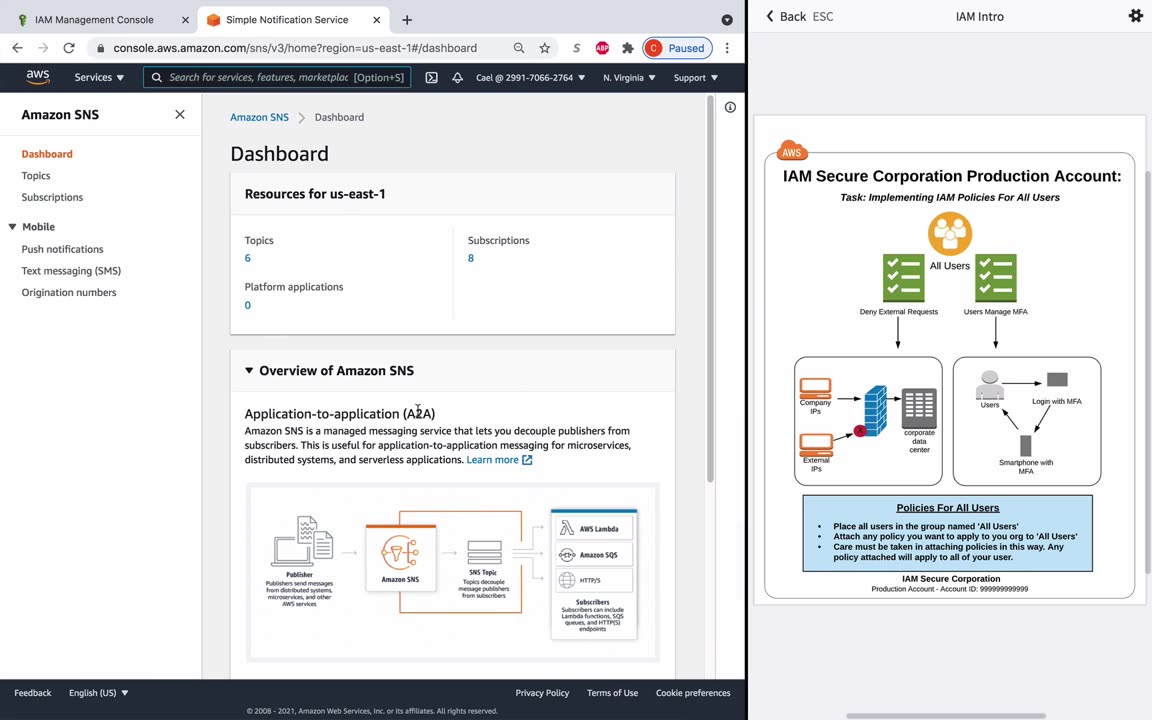 IAM Management Console
Simple Notification Service
console.aws.amazon.com/sns/v3/home?region=us-east-1#/dashboard
S
ABP
C Paused
aws
Services
Search for services, features, marketplac [Option+S]
Cael @ 2991-7066-2764
N. Virginia
Support
Amazon SNS
Dashboard
Topics
Subscriptions
Mobile
Push notifications
Text messaging (SMS)
Origination numbers
Amazon SNS
Dashboard
Dashboard
Resources for us-east-1
Topics
6
Subscriptions
8
Platform applications
0
Overview of Amazon SNS
Application-to-application (A2A)
Amazon SNS is a managed messaging service that lets you decouple publishers from
subscribers. This is useful for application-to-application messaging for microservices,
distributed systems, and serverless applications. Learn more
Publisher
Publishers send messages
from distributed systems,
microservices, and other
AWS services
Amazon SNS
SNS Topic
Topics decouple
message publishers
from subscribers
AWS Lambda
Amazon SQS
HTTP/S
Subscribers
Subscribers can include
Lambda functions, SQS
queues, and HTTP(S)
endpoints
Feedback
English (US)
Privacy Policy
Terms of Use
Cookie preferences
© 2008 - 2021, Amazon Web Services, Inc. or its affiliates. All rights reserved.
Back ESC
IAM Intro
AWS
IAM Secure Corporation Production Account:
Task: Implementing IAM Policies For All Users
All Users
Deny External Requests
Users Manage MFA
Company
IPs
External
IPs
X
corporate
data
center
Users
Login with MFA
Smartphone with
MFA
Policies For All Users
• Place all users in the group named 'All Users'
• Attach any policy you want to apply to you org to 'All Users'
• Care must be taken in attaching policies in this way. Any
policy attached will apply to all of your user.
IAM Secure Corporation
Production Account - Account ID: 999999999999